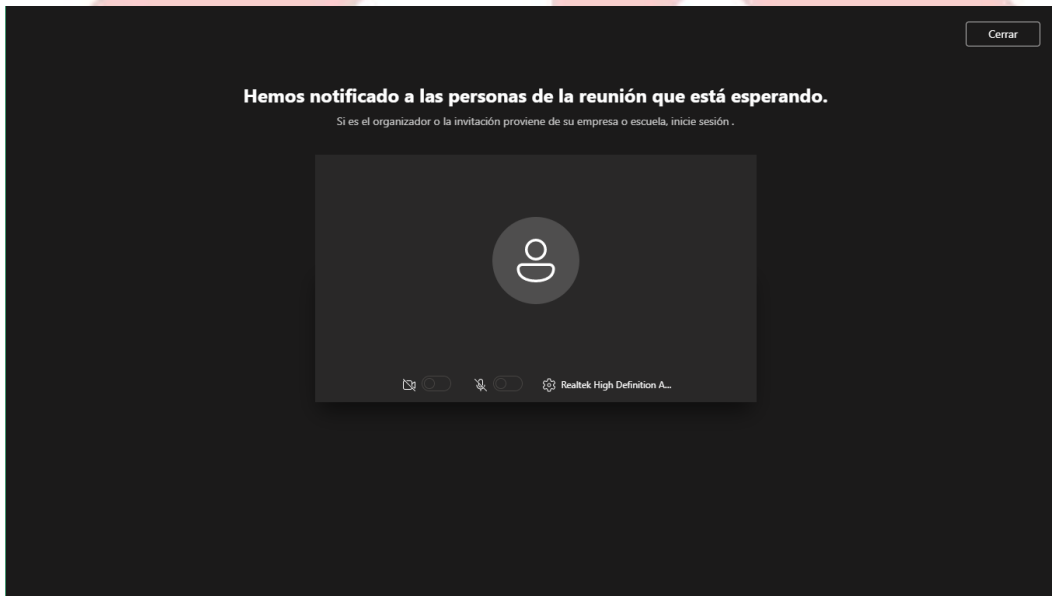 Cerrar
Hemos notificado a las personas de la reunión que está esperando.
Si es el organizador o la invitación proviene de su empresa o escuela, inicie sesión .
Realtek High Definition A...